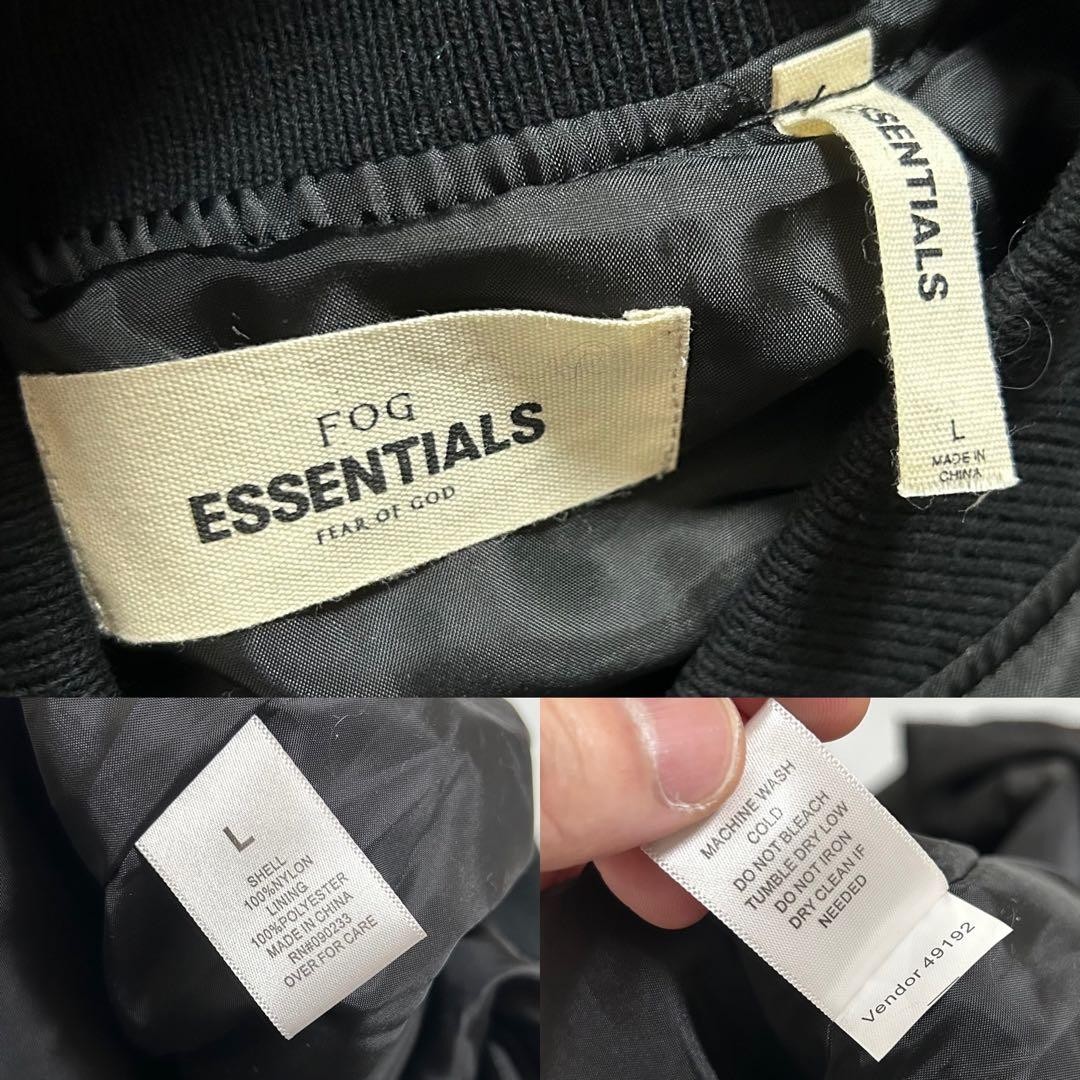 FOG
ESSENTIALS
FEAR OF GOD
ESSENTIALS
L
MADE IN
CHINA
L
SHELL
100%NYLON
LINING
100%POLYESTER
MADE IN CHINA
RN#090233
OVER FOR CARE
MACHINE WASH
COLD
DO NOT BLEACH
TUMBLE DRY LOW
DO NOT IRON
DRY CLEAN IF
NEEDED
Vendor 49192